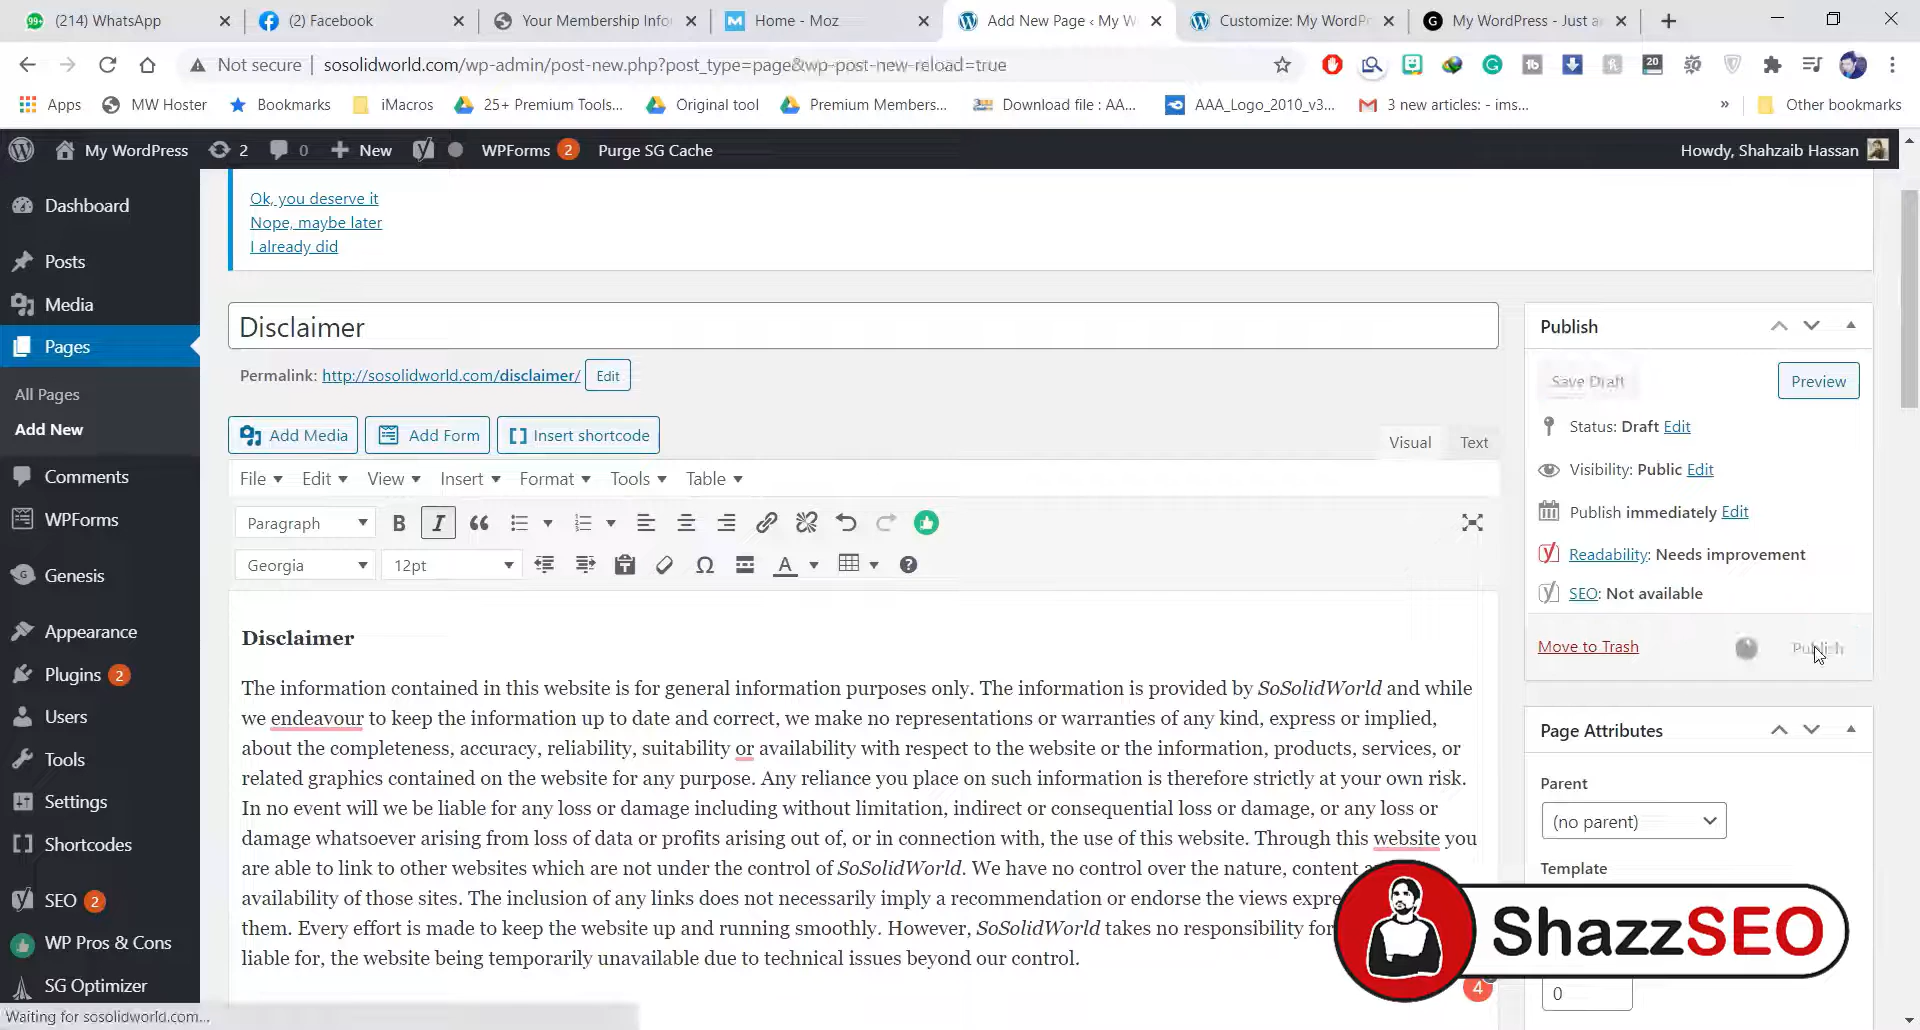 (214) WhatsApp
(2) Facebook
Your Membership Info
Home - Moz
Add New Page ‹ My W
Customize: My WordPr
My WordPress - Just a
Not secure
sosolidworld.com/wp-admin/post-new.php?post_type=page&wp-post-new-reload=true
Apps
MW Hoster
Bookmarks
iMacros
25+ Premium Tools...
Original tool
Premium Members...
Download file : AA...
AAA_Logo_2010_v3...
3 new articles: - ims...
»
Other bookmarks
My WordPress
2
0
New
WPForms 2
Purge SG Cache
Howdy, Shahzaib Hassan
Dashboard
Posts
Media
Pages
All Pages
Add New
Comments
WPForms
Genesis
Appearance
Plugins 2
Users
Tools
Settings
Shortcodes
SEO 2
WP Pros & Cons
SG Optimizer
Ok, you deserve it
Nope, maybe later
I already did
Disclaimer
Permalink: http://sosolidworld.com/disclaimer/ Edit
Add Media
Add Form
Insert shortcode
Visual
Text
File
Edit
View
Insert
Format
Tools
Table
Paragraph
Georgia
12pt
Disclaimer
The information contained in this website is for general information purposes only. The information is provided by SoSolidWorld and while
we endeavour to keep the information up to date and correct, we make no representations or warranties of any kind, express or implied,
about the completeness, accuracy, reliability, suitability or availability with respect to the website or the information, products, services, or
related graphics contained on the website for any purpose. Any reliance you place on such information is therefore strictly at your own risk.
In no event will we be liable for any loss or damage including without limitation, indirect or consequential loss or damage, or any loss or
damage whatsoever arising from loss of data or profits arising out of, or in connection with, the use of this website. Through this website you
are able to link to other websites which are not under the control of SoSolidWorld. We have no control over the nature, content
availability of those sites. The inclusion of any links does not necessarily imply a recommendation or endorse the views expre
them. Every effort is made to keep the website up and running smoothly. However, SoSolidWorld takes no responsibility for
liable for, the website being temporarily unavailable due to technical issues beyond our control.
4
Publish
Save Draft
Preview
Status: Draft Edit
Visibility: Public Edit
Publish immediately Edit
Readability: Needs improvement
SEO: Not available
Move to Trash
Publish
Page Attributes
Parent
(no parent)
Template
0
ShazzSEO
Waiting for sosolidworld.com...